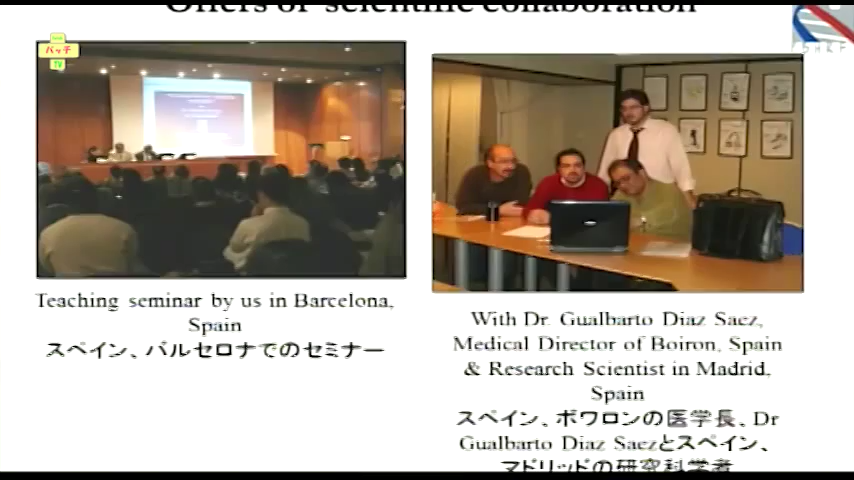 Offers of scientific collaboration
バッチ
TV
Teaching seminar by us in Barcelona,
Spain
スペイン、バルセロナでのセミナー
With Dr. Gualbarto Diaz Saez,
Medical Director of Boiron, Spain
& Research Scientist in Madrid,
Spain
スペイン、ボワロンの医学長、Dr
Gualbarto Diaz Saezとスペイン、
マドリッドの研究科学者